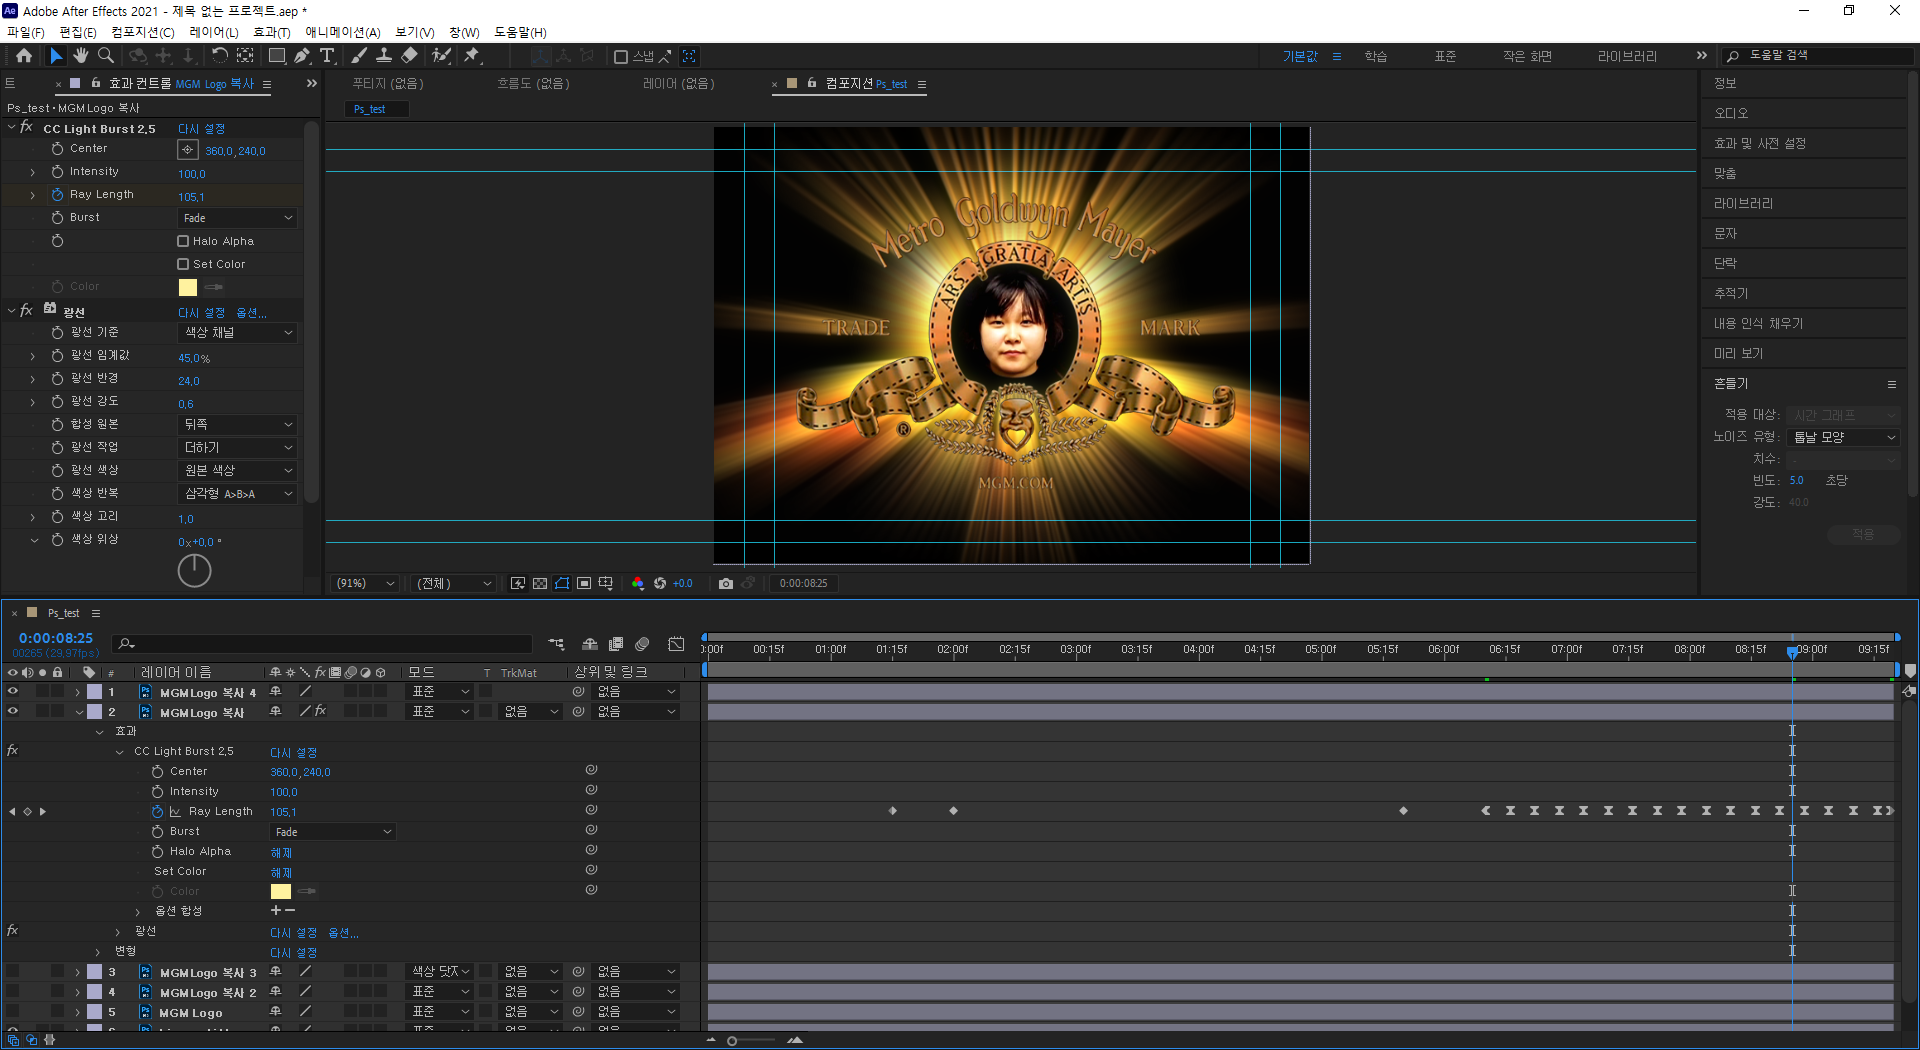 Adobe After Effects 2021 - 제목 없는 프로젝트.aep *
파일(F) 편집(E) 컴포지션(C) 레이어(L) 효과(T) 애니메이션(A) 보기(V) 창(W) 도움말(H)
스냅 기본값 학습 표준 작은 화면 라이브러리 도움말 검색
트 효과 컨트롤 MGM Logo 복사
Ps_test • MGM Logo 복사
CC Light Burst 2,5 다시 설정
Center 360,0, 240,0
Intensity 100,0
Ray Length 105,1
Burst Fade
Halo Alpha
Set Color
Color
광선 다시 설정 옵션...
광선 기준 색상 채널
광선 임계값 45,0%
광선 반경 24,0
광선 강도 0,6
합성 원본 뒤쪽
광선 작업 더하기
광선 색상 원본 색상
색상 반복 삼각형 A>B>A
색상 고리 1,0
색상 위상 0x+0,0 °
푸티지 (없음) 흐름도 (없음) 레이어 (없음) 컴포지션 Ps_test
Ps_test
Metro Goldwyn Mayer
ARS GRATIA ARTIS
TRADE MARK
®
MGM.COM
(91%) (전체) +0.0 0:00:08:25
정보
오디오
효과 및 사전 설정
맞춤
라이브러리
문자
단락
추적기
내용 인식 채우기
미리 보기
흔들기
적용 대상: 시간 그래프
노이즈 유형: 톱날 모양
치수: -
빈도: 5.0 초당
강도: 40.0
적용
Ps_test
0:00:08:25
00265 (29.97fps)
:00f 00:15f 01:00f 01:15f 02:00f 02:15f 03:00f 03:15f 04:00f 04:15f 05:00f 05:15f 06:00f 06:15f 07:00f 07:15f 08:00f 08:15f 09:00f 09:15f
# 레이어 이름 fx 모드 T TrkMat 상위 및 링크
1 MGM Logo 복사 4 표준 없음
2 MGM Logo 복사 fx 표준 없음 없음
효과
fx CC Light Burst 2,5 다시 설정
Center 360,0, 240,0
Intensity 100,0
Ray Length 105,1
Burst Fade
Halo Alpha 해제
Set Color 해제
Color
옵션 합성 +−
fx 광선 다시 설정 옵션...
변형 다시 설정
3 MGM Logo 복사 3 색상 닷지 없음 없음
4 MGM Logo 복사 2 표준 없음 없음
5 MGM Logo 표준 없음 없음